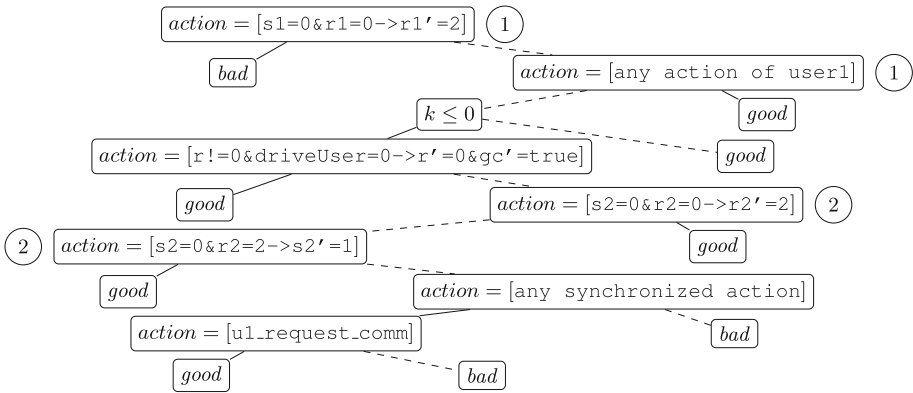 action = [s1=0&r1=0->r1′=2] 1
bad
action = [any action of user1] 1
k ≤ 0
good
good
action = [r!=0&driveUser=0->r′=0&gc′=true]
good
action = [s2=0&r2=0->r2′=2] 2
2 action = [s2=0&r2=2->s2′=1]
good
good
action = [any synchronized action]
action = [u1_request_comm]
bad
good
bad